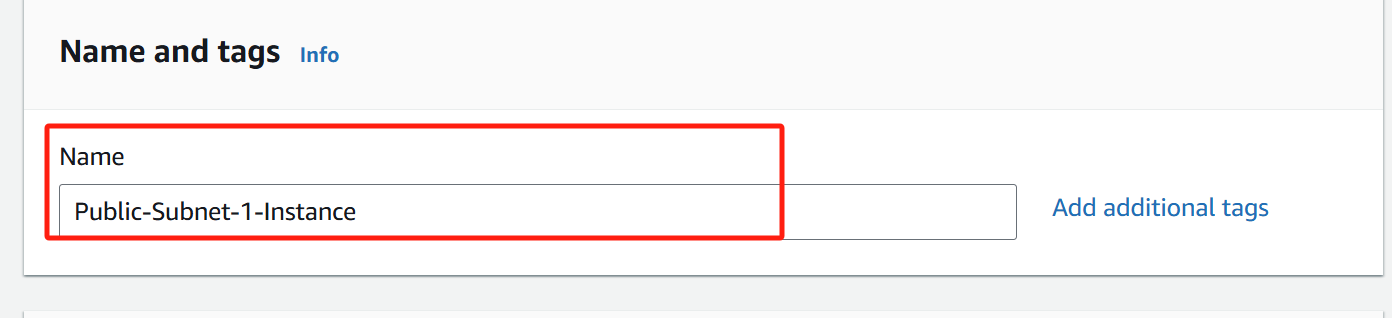 Name and tags Info
Name
Public-Subnet-1-Instance Add additional tags